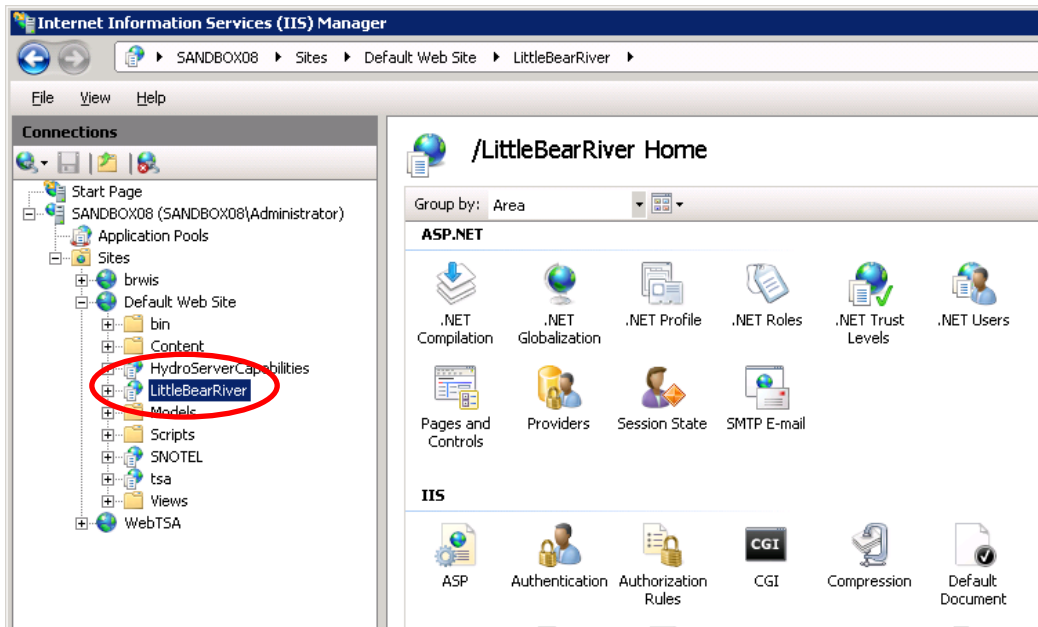 Internet Information Services (IIS) Manager
SANDBOX08 Sites Default Web Site LittleBearRiver
File View Help
Connections
Start Page
SANDBOX08 (SANDBOX08\Administrator)
Application Pools
Sites
brwis
Default Web Site
bin
Content
HydroServerCapabilities
LittleBearRiver
Models
Scripts
SNOTEL
tsa
Views
WebTSA
/LittleBearRiver Home
Group by: Area
ASP.NET
.NET Compilation
.NET Globalization
.NET Profile
.NET Roles
.NET Trust Levels
.NET Users
Pages and Controls
Providers
Session State
SMTP E-mail
IIS
ASP
Authentication
Authorization Rules
CGI
CGI
Compression
Default Document